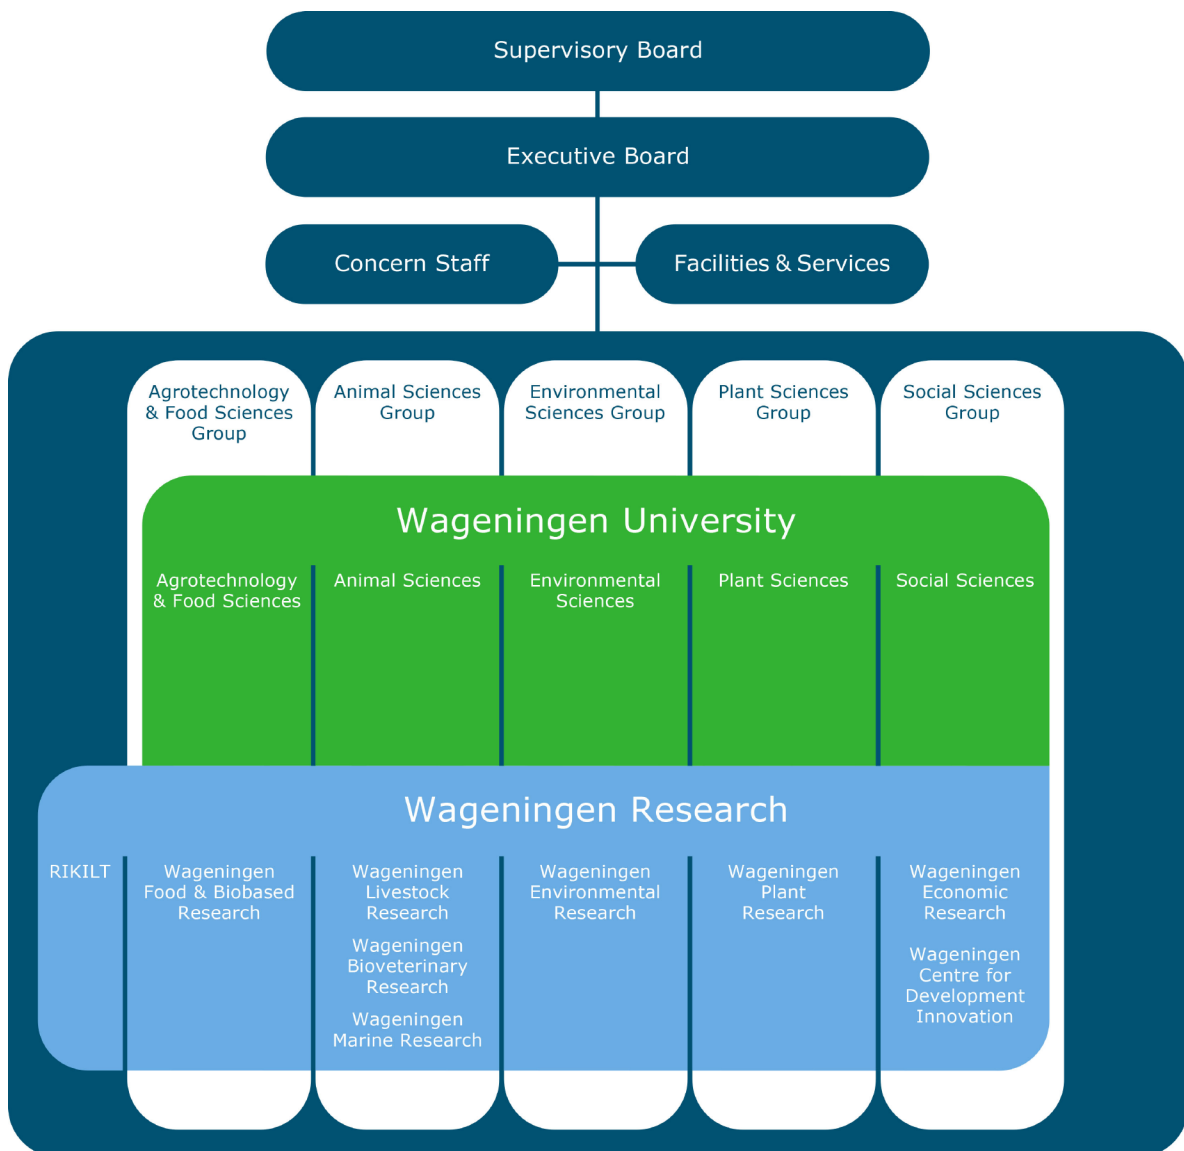 Supervisory Board
Executive Board
Concern Staff
Facilities & Services
Agrotechnology
& Food Sciences
Group
Animal Sciences
Group
Environmental
Sciences Group
Plant Sciences
Group
Social Sciences
Group
Wageningen University
Agrotechnology
& Food Sciences
Animal Sciences
Environmental
Sciences
Plant Sciences
Social Sciences
Wageningen Research
RIKILT
Wageningen
Food & Biobased
Research
Wageningen
Livestock
Research
Wageningen
Bioveterinary
Research
Wageningen
Marine Research
Wageningen
Environmental
Research
Wageningen
Plant
Research
Wageningen
Economic
Research
Wageningen
Centre for
Development
Innovation